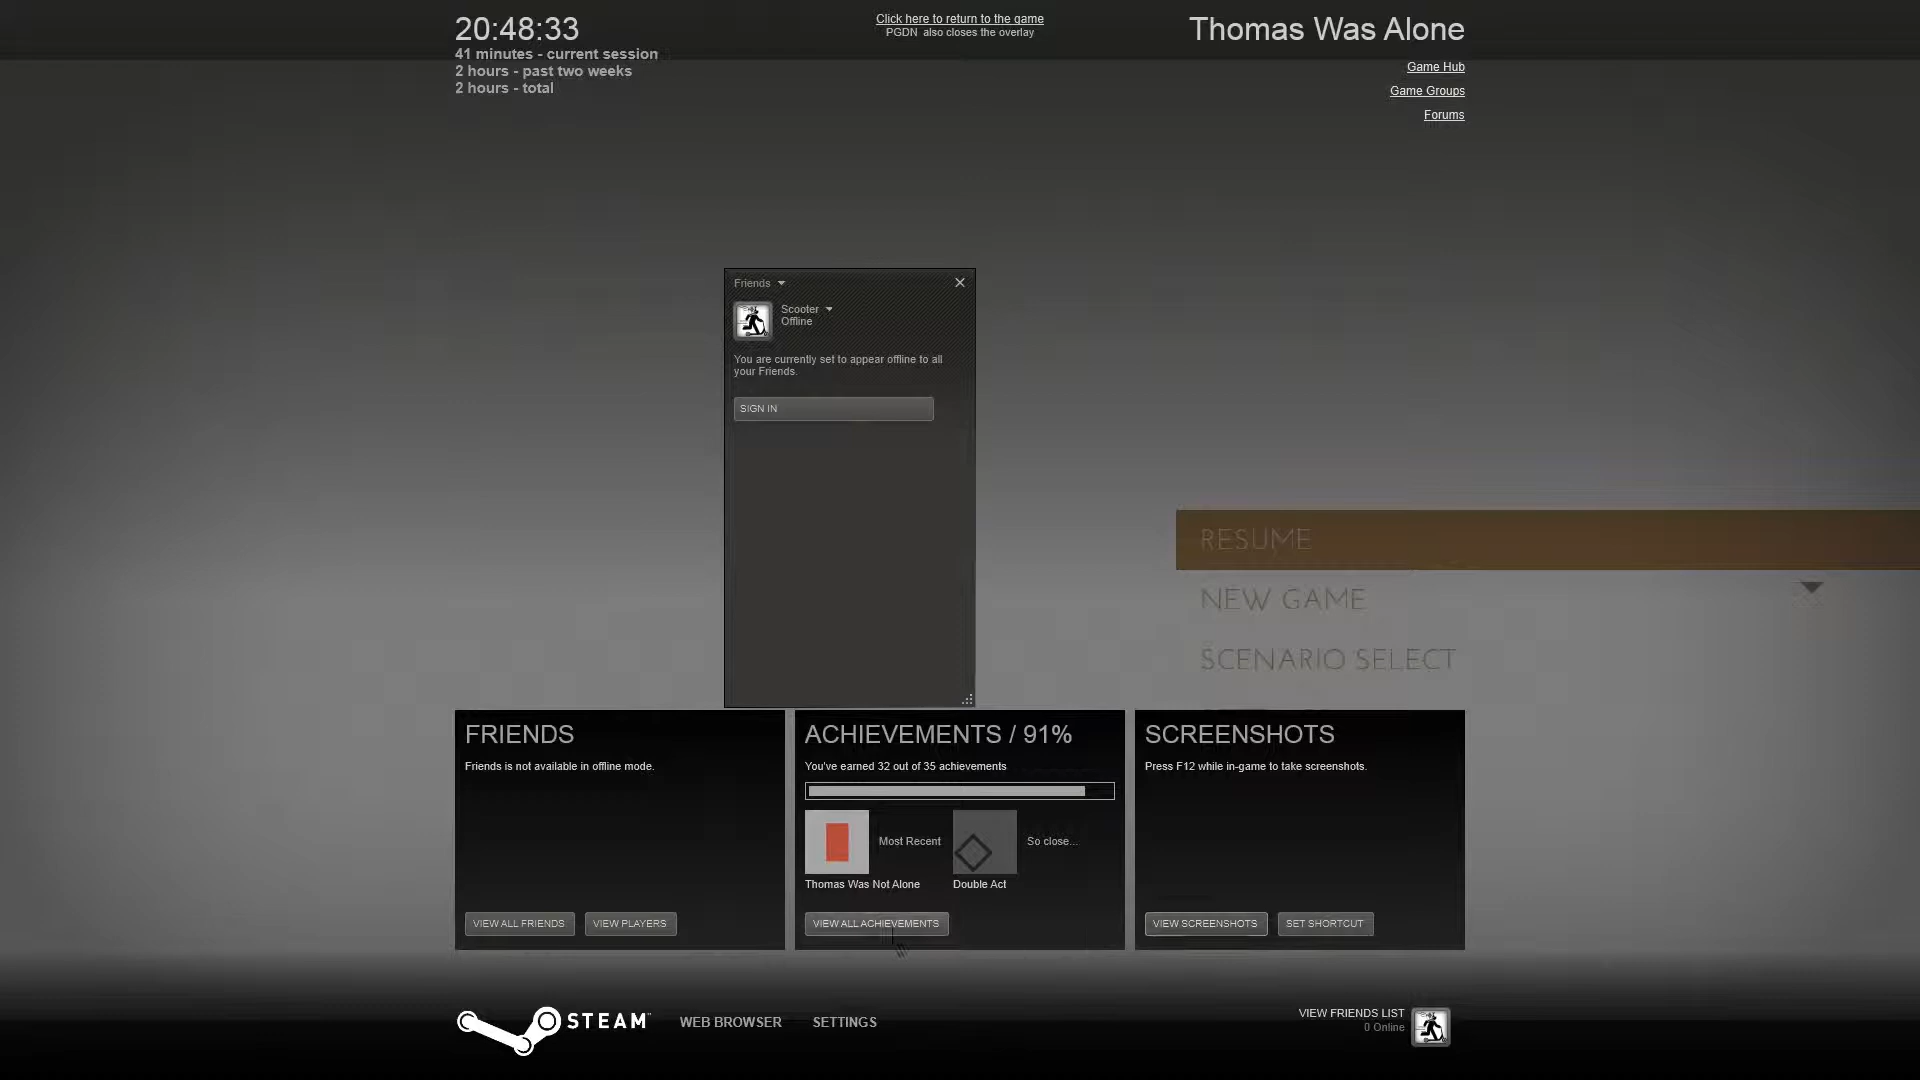 20:48:33
41 minutes - current session
2 hours - past two weeks
2 hours - total
Click here to return to the game
PGDN also closes the overlay
Thomas Was Alone
Game Hub
Game Groups
Forums
Friends
Scooter
Offline
You are currently set to appear offline to all
your Friends.
SIGN IN
RESUME
NEW GAME
SCENARIO SELECT
FRIENDS
Friends is not available in offline mode.
VIEW ALL FRIENDS
VIEW PLAYERS
ACHIEVEMENTS / 91%
You've earned 32 out of 35 achievements
Most Recent
So close...
Thomas Was Not Alone
Double Act
VIEW ALL ACHIEVEMENTS
SCREENSHOTS
Press F12 while in-game to take screenshots.
VIEW SCREENSHOTS
SET SHORTCUT
STEAM
WEB BROWSER
SETTINGS
VIEW FRIENDS LIST
0 Online